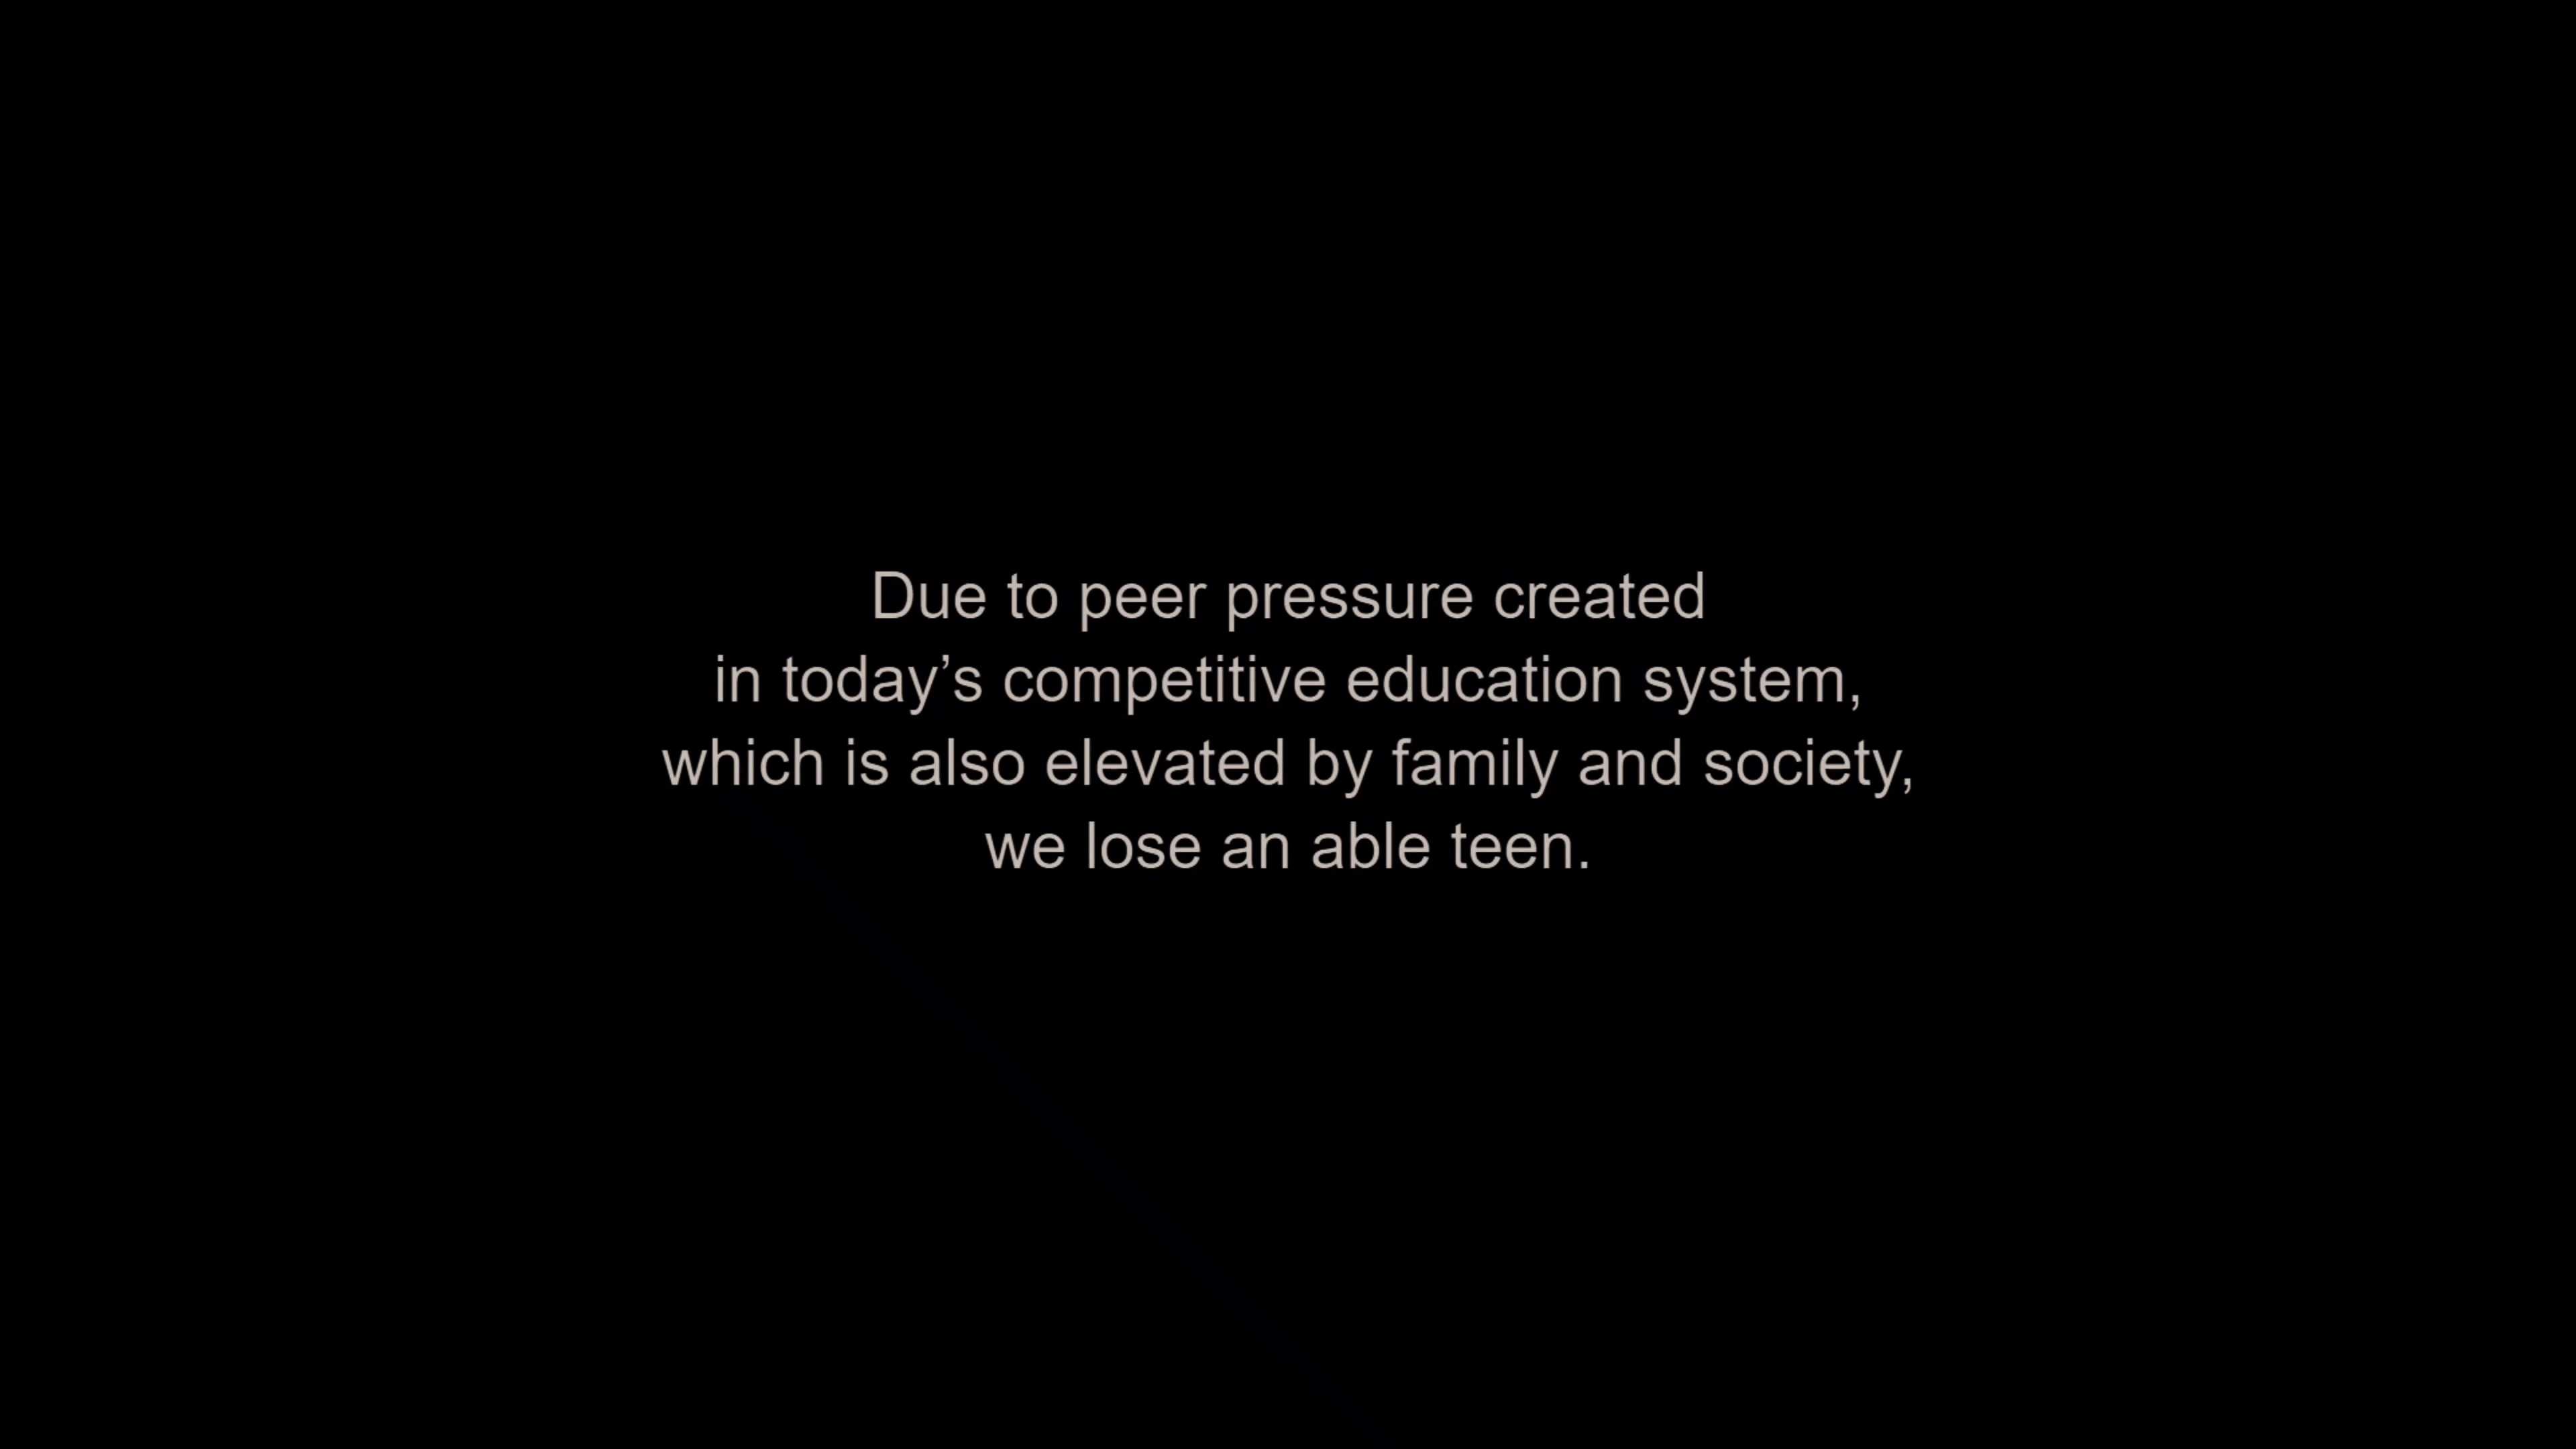 Due to peer pressure created
in today’s competitive education system,
which is also elevated by family and society,
we lose an able teen.